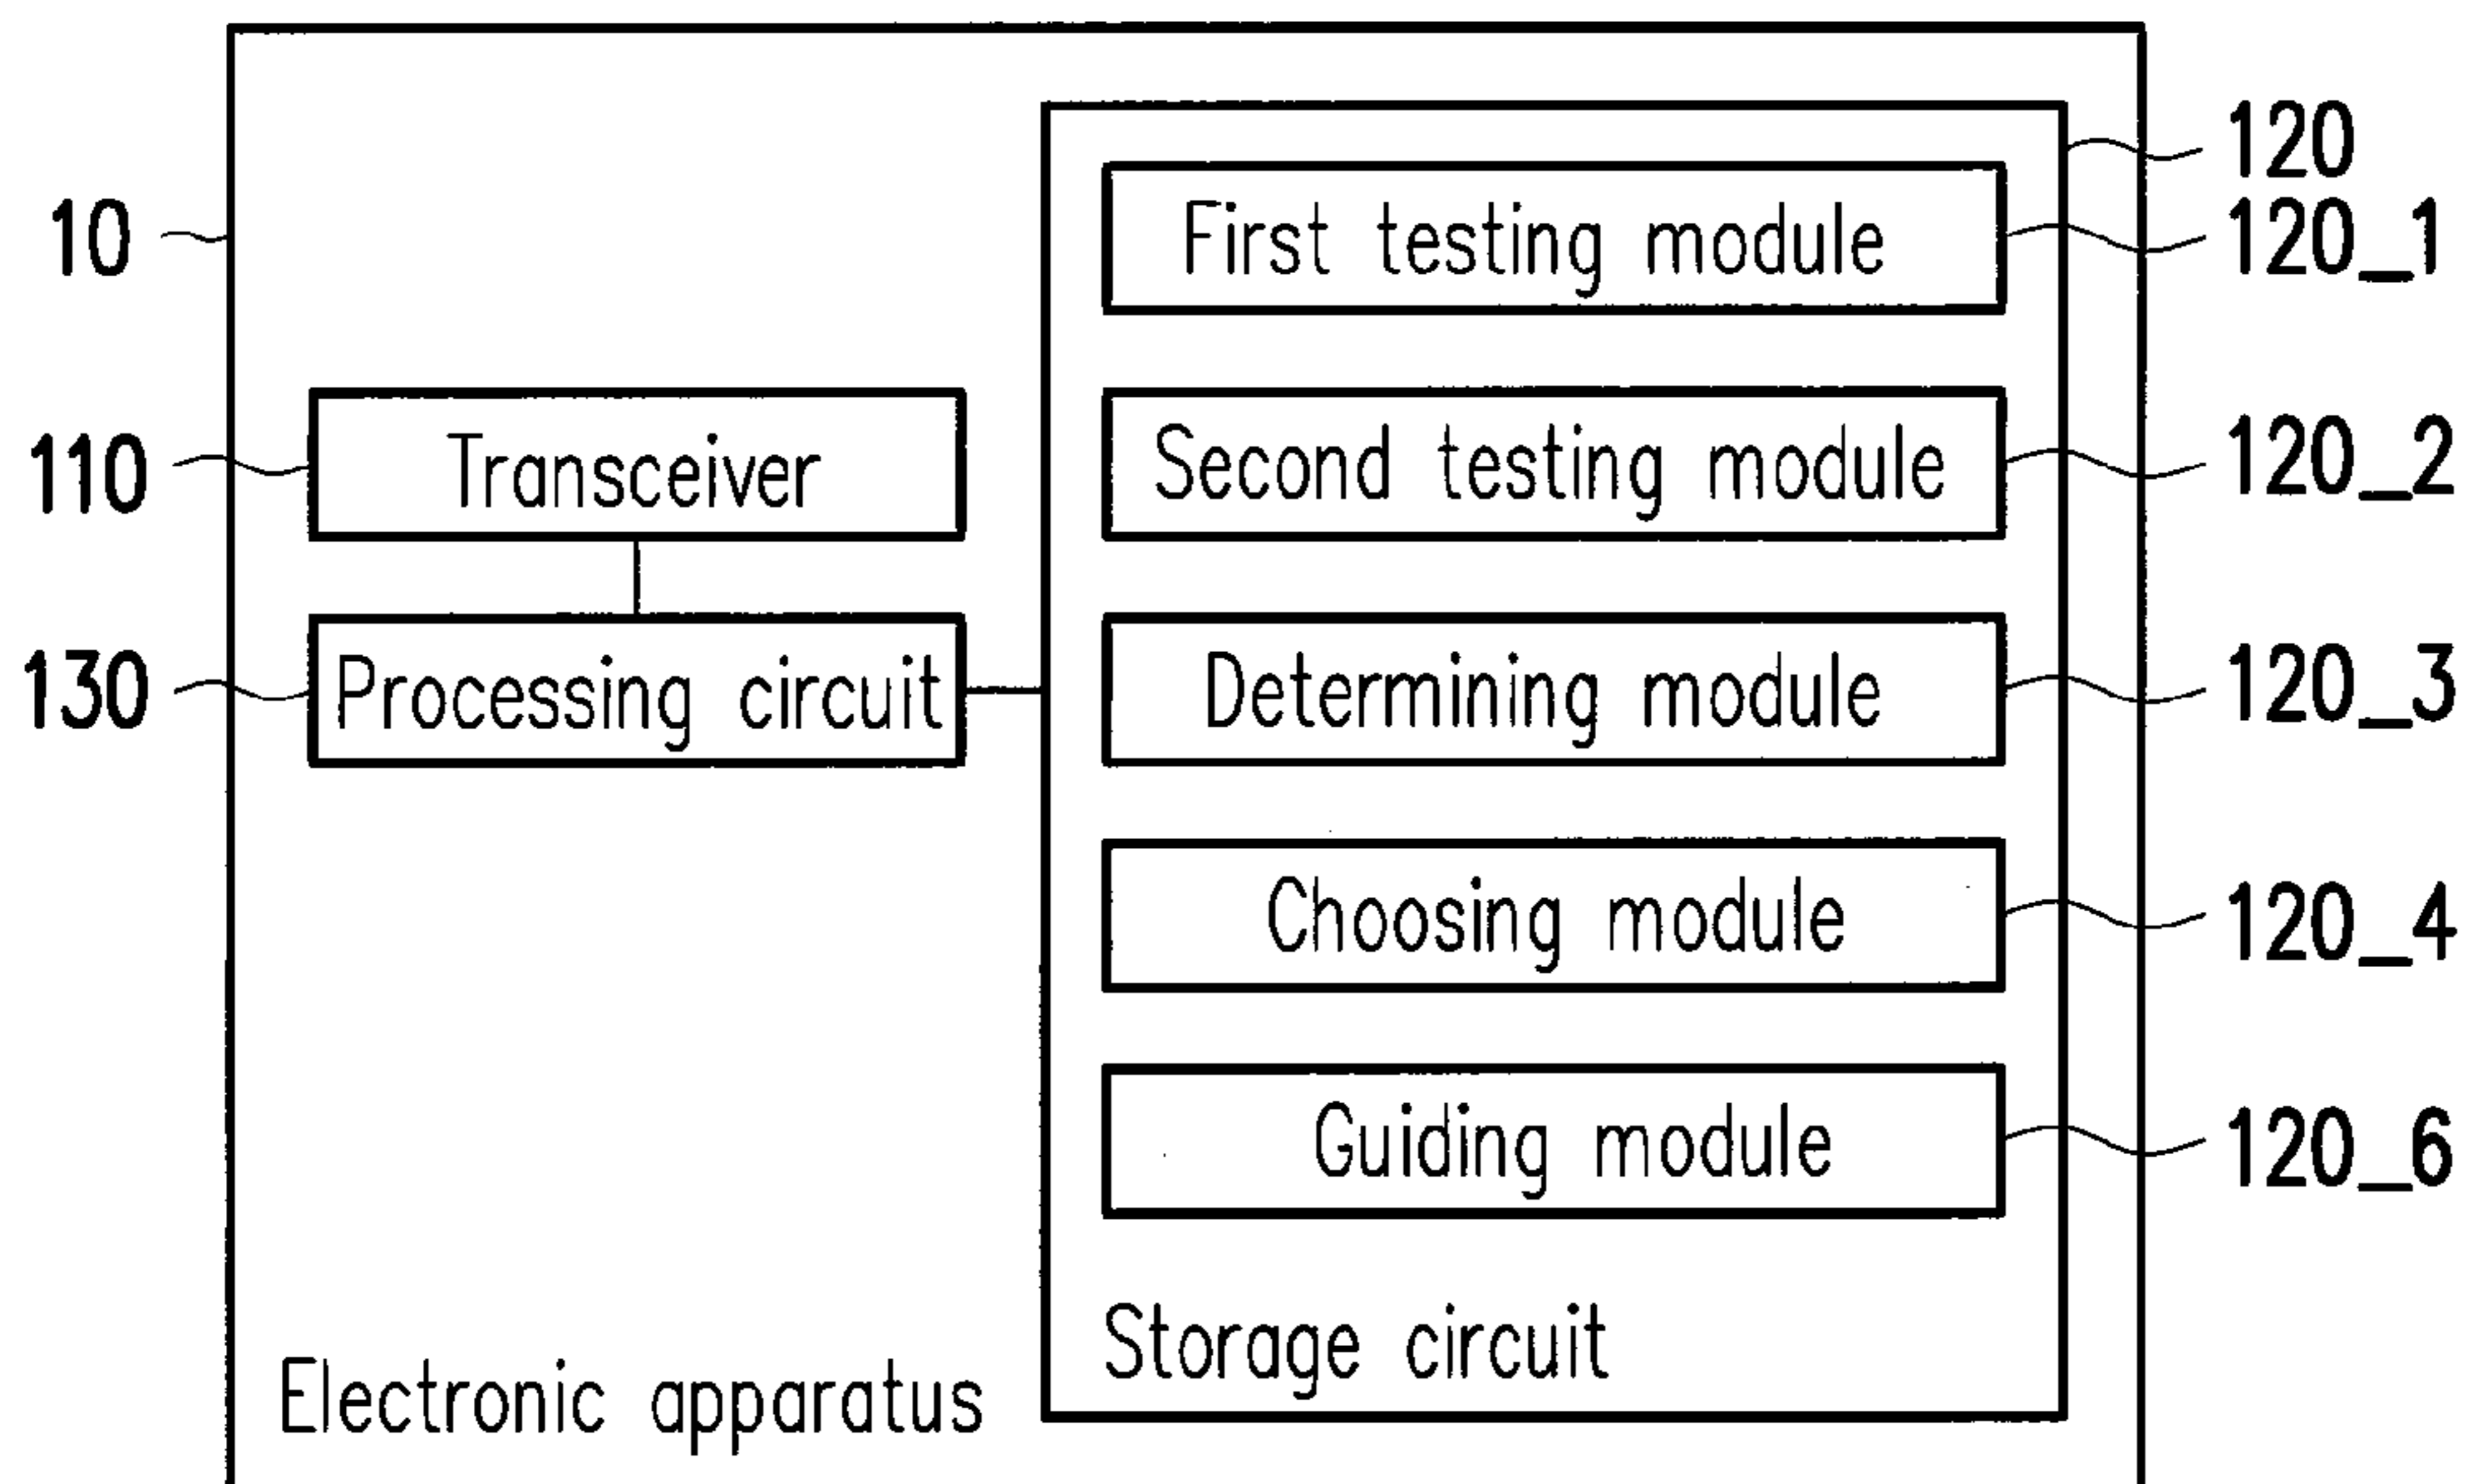 120
First testing module
120_1
10
Transceiver
110
Second testing module
120_2
Processing circuit
130
Determining module
120_3
Choosing module
120_4
Guiding module
120_6
Storage circuit
Electronic apparatus